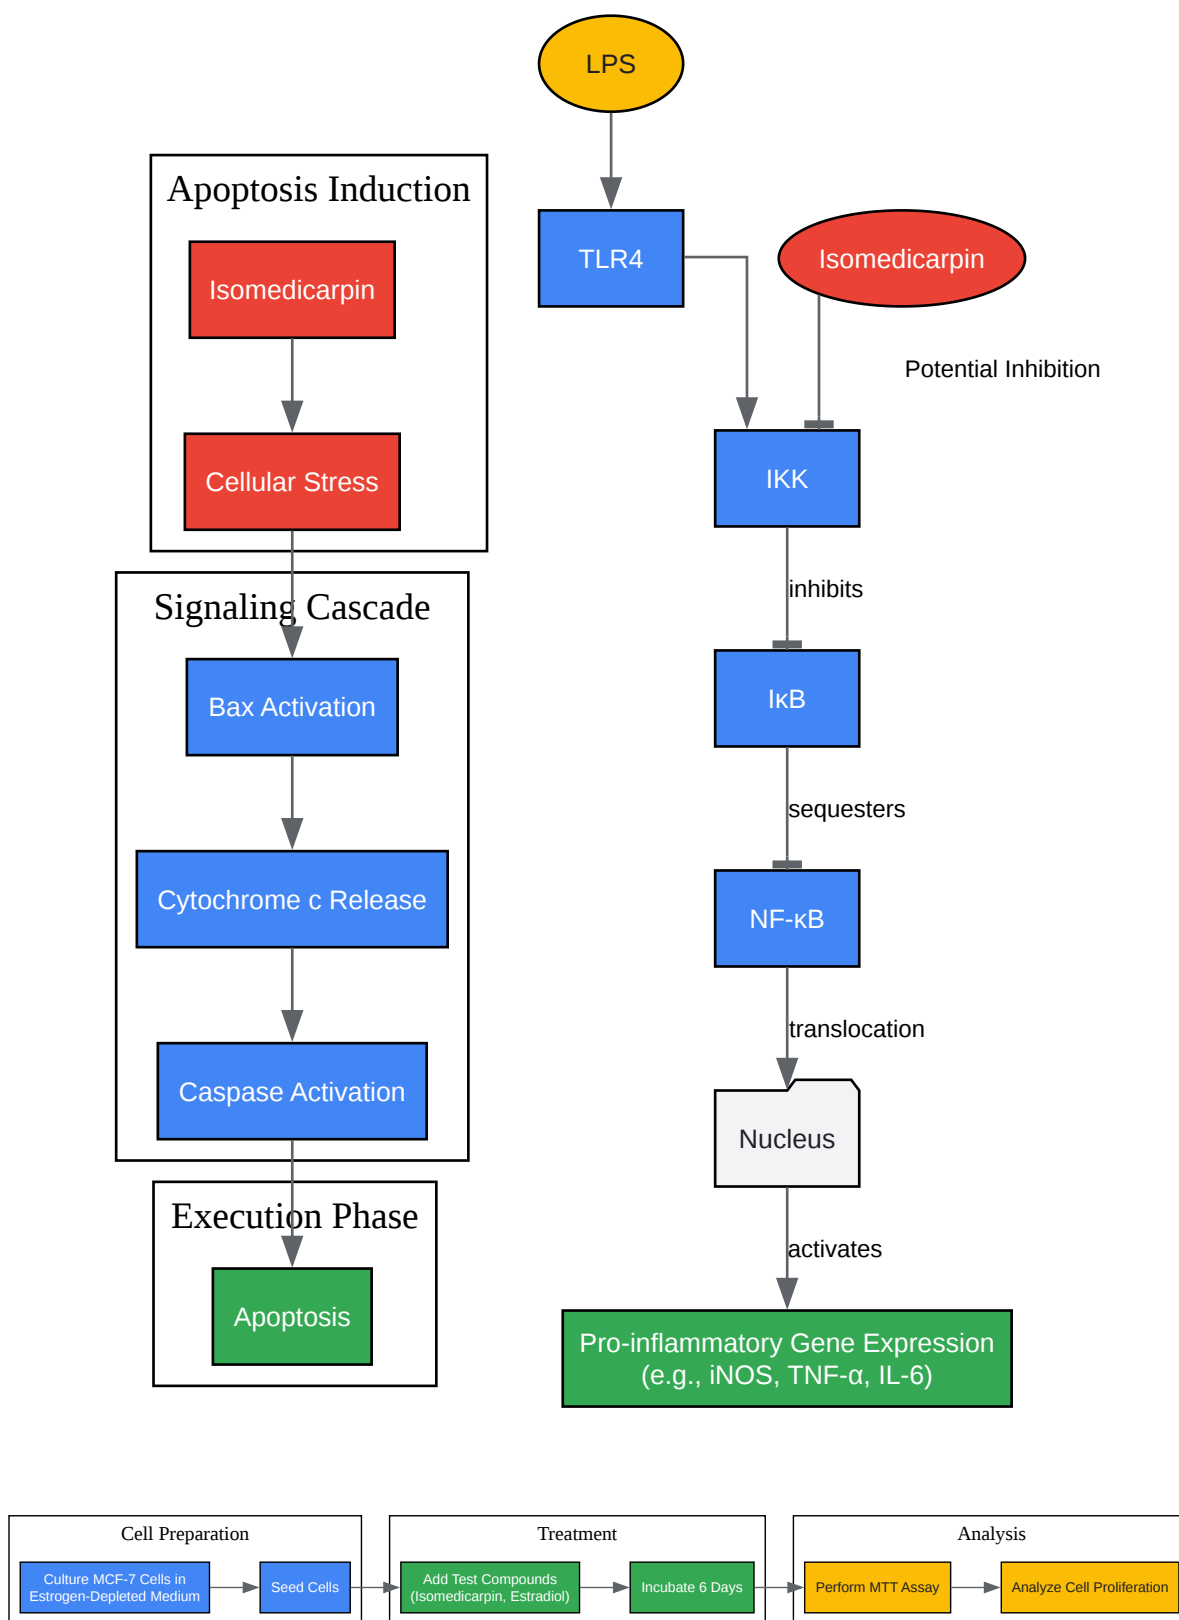 Apoptosis Induction
Isomedicarpin
Cellular Stress
Signaling Cascade
Bax Activation
Cytochrome c Release
Caspase Activation
Execution Phase
Apoptosis
LPS
TLR4
Isomedicarpin
Potential Inhibition
IKK
inhibits
IκB
sequesters
NF-κB
translocation
Nucleus
activates
Pro-inflammatory Gene Expression
(e.g., iNOS, TNF-α, IL-6)
Cell Preparation
Culture MCF-7 Cells in
Estrogen-Depleted Medium
Seed Cells
Treatment
Add Test Compounds
(Isomedicarpin, Estradiol)
Incubate 6 Days
Analysis
Perform MTT Assay
Analyze Cell Proliferation